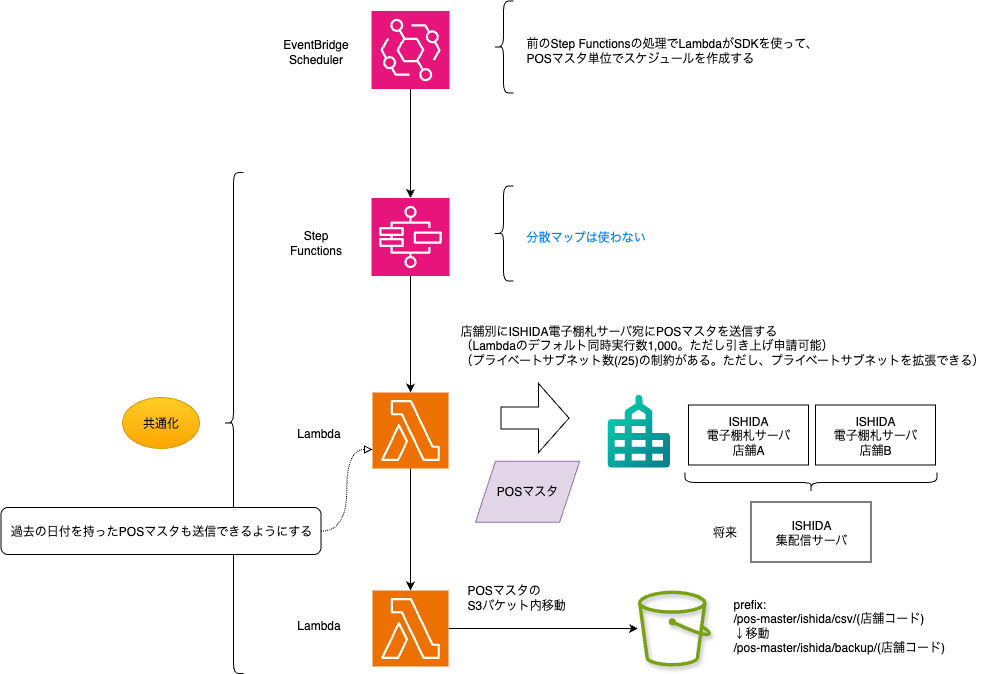 EventBridge
Scheduler
前のStep Functionsの処理でLambdaがSDKを使って、
POSマスタ単位でスケジュールを作成する
Step
Functions
分散マップは使わない
店舗別にISHIDA電子棚札サーバ宛にPOSマスタを送信する
（Lambdaのデフォルト同時実行数1,000。ただし引き上げ申請可能）
（プライベートサブネット数(/25)の制約がある。ただし、プライベートサブネットを拡張できる）
共通化
Lambda
ISHIDA
電子棚札サーバ
店舗A
ISHIDA
電子棚札サーバ
店舗B
POSマスタ
過去の日付を持ったPOSマスタも送信できるようにする
将来
ISHIDA
集配信サーバ
Lambda
POSマスタの
S3バケット内移動
prefix:
/pos-master/ishida/csv/(店舗コード)
↓移動
/pos-master/ishida/backup/(店舗コード)